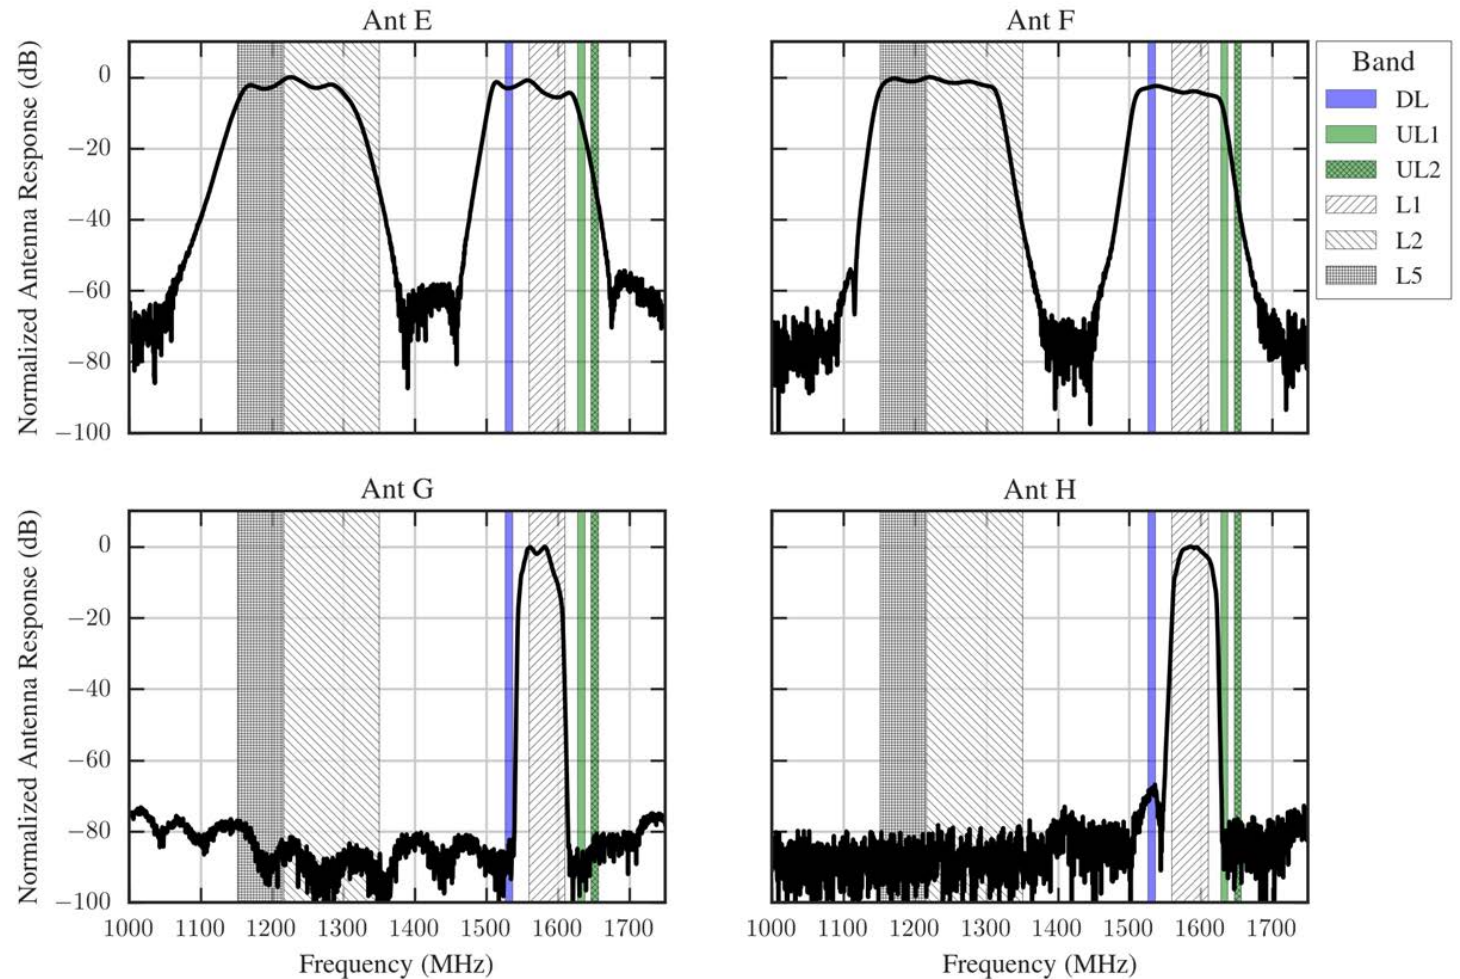 Ant E
Ant F
Normalized Antenna Response (dB)
0
−20
−40
−60
−80
−100
Band
DL
UL1
UL2
L1
L2
L5
Ant G
Ant H
Normalized Antenna Response (dB)
0
−20
−40
−60
−80
−100
1000 1100 1200 1300 1400 1500 1600 1700
1000 1100 1200 1300 1400 1500 1600 1700
Frequency (MHz)
Frequency (MHz)